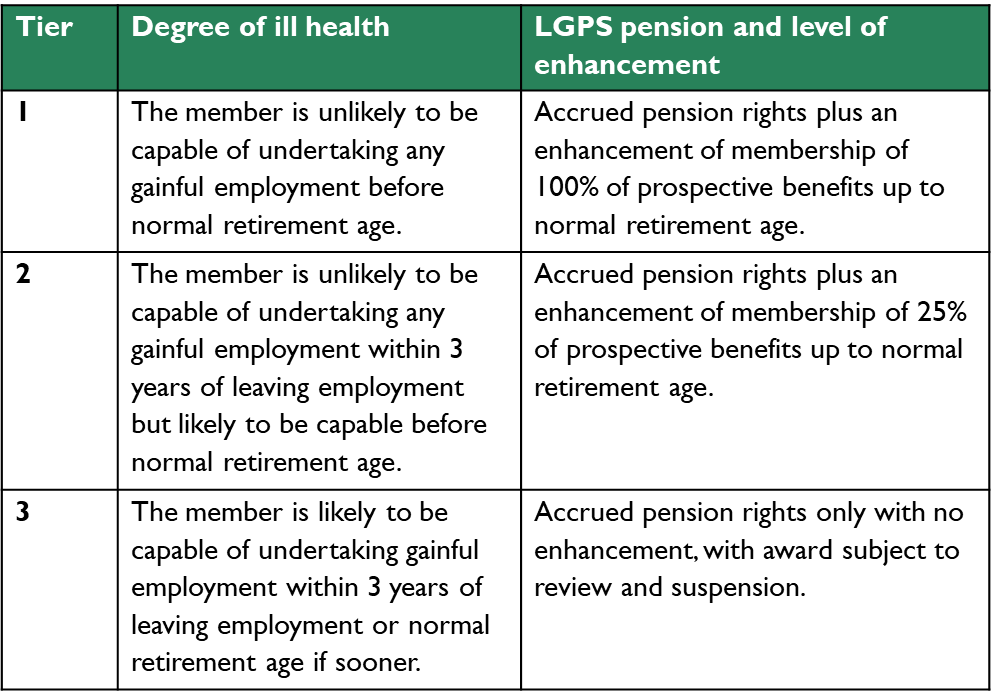 Tier
Degree of ill health
LGPS pension and level of
enhancement
1
The member is unlikely to be
capable of undertaking any
gainful employment before
normal retirement age.
Accrued pension rights plus an
enhancement of membership of
100% of prospective benefits up to
normal retirement age.
2
The member is unlikely to be
capable of undertaking any
gainful employment within 3
years of leaving employment
but likely to be capable before
normal retirement age.
Accrued pension rights plus an
enhancement of membership of 25%
of prospective benefits up to normal
retirement age.
3
The member is likely to be
capable of undertaking gainful
employment within 3 years of
leaving employment or normal
retirement age if sooner.
Accrued pension rights only with no
enhancement, with award subject to
review and suspension.